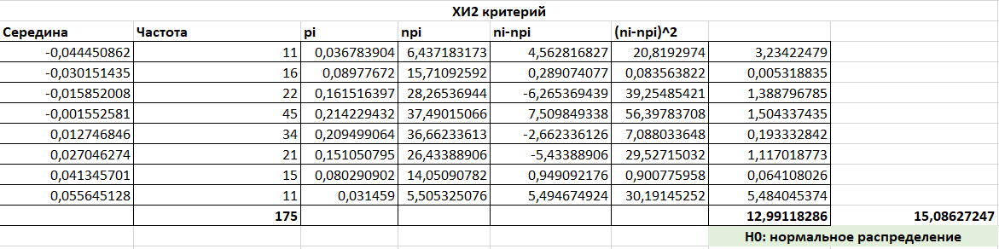 ХИ2 критерий
Середина Частота pi npi ni-npi (ni-npi)^2
-0,044450862 11 0,036783904 6,437183173 4,562816827 20,8192974 3,23422479
-0,030151435 16 0,08977672 15,71092592 0,289074077 0,083563822 0,005318835
-0,015852008 22 0,161516397 28,26536944 -6,265369439 39,25485421 1,388796785
-0,001552581 45 0,214229432 37,49015066 7,509849338 56,39783708 1,504337435
0,012746846 34 0,209499064 36,66233613 -2,662336126 7,088033648 0,193332842
0,027046274 21 0,151050795 26,43388906 -5,43388906 29,52715032 1,117018773
0,041345701 15 0,080290902 14,05090782 0,949092176 0,900775958 0,064108026
0,055645128 11 0,031459 5,505325076 5,494674924 30,19145252 5,484045374
175 12,99118286 15,08627247
H0: нормальное распределение